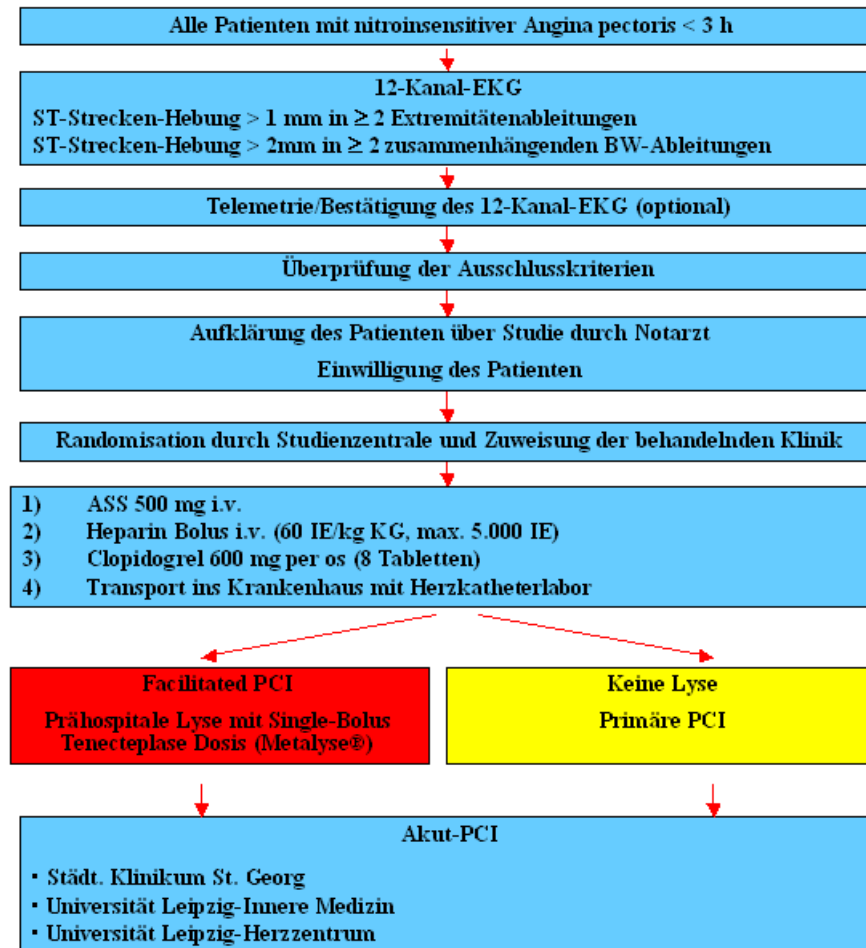 Alle Patienten mit nitroinsensitiver Angina pectoris < 3 h
12-Kanal-EKG
ST-Strecken-Hebung > 1 mm in ≥ 2 Extremitätenableitungen
ST-Strecken-Hebung > 2mm in ≥ 2 zusammenhängenden BW-Ableitungen
Telemetrie/Bestätigung des 12-Kanal-EKG (optional)
Überprüfung der Ausschlusskriterien
Aufklärung des Patienten über Studie durch Notarzt
Einwilligung des Patienten
Randomisation durch Studienzentrale und Zuweisung der behandelnden Klinik
1) ASS 500 mg i.v.
2) Heparin Bolus i.v. (60 IE/kg KG, max. 5.000 IE)
3) Clopidogrel 600 mg per os (8 Tabletten)
4) Transport ins Krankenhaus mit Herzkatheterlabor
Facilitated PCI
Prähospitale Lyse mit Single-Bolus
Tenecteplase Dosis (Metalyse®)
Keine Lyse
Primäre PCI
Akut-PCI
· Städt. Klinikum St. Georg
· Universität Leipzig-Innere Medizin
· Universität Leipzig-Herzzentrum